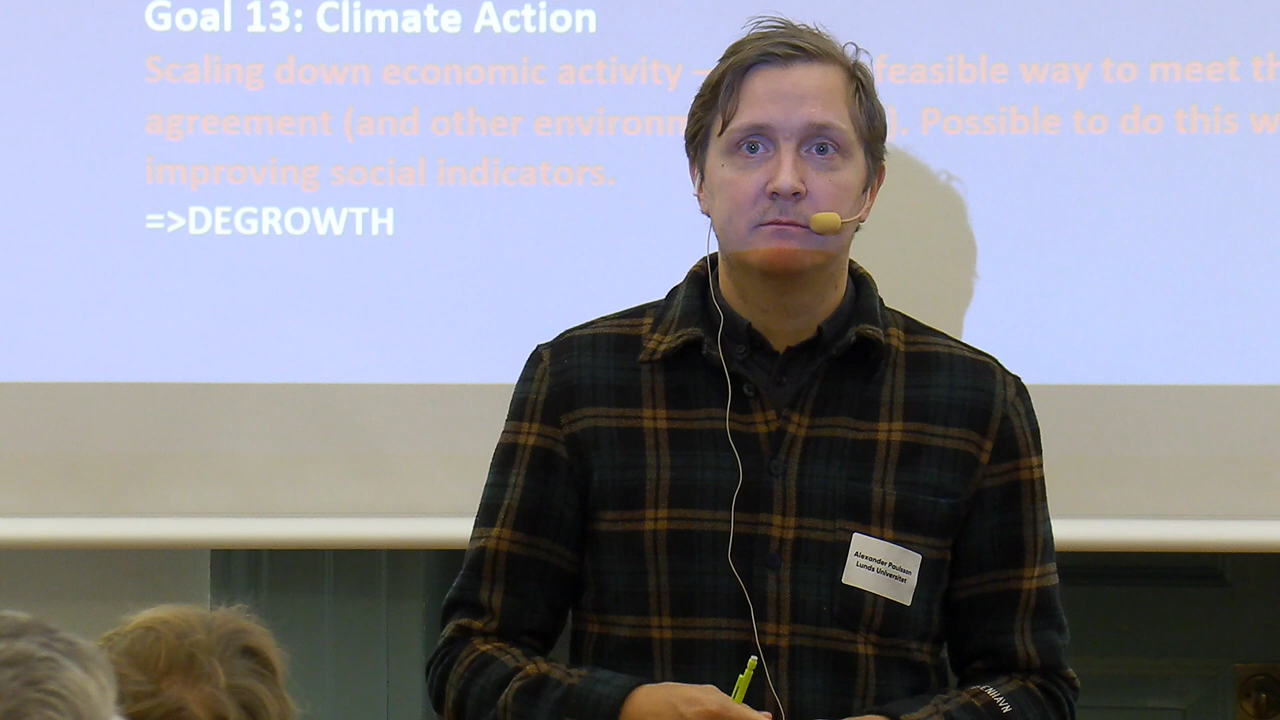 Goal 13: Climate Action
Scaling down economic activity – feasible way to meet th
agreement (and other environm ). Possible to do this w
improving social indicators.
=>DEGROWTH
Alexander Paulsson
Lunds Universitet
ENHAVN